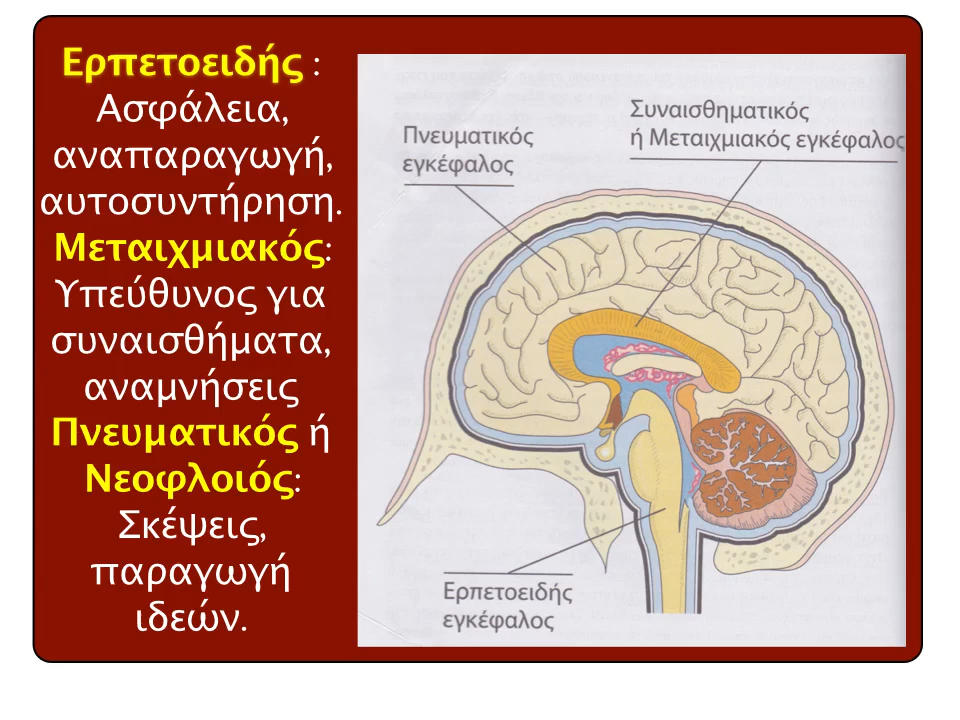 Ερπετοειδής :
Ασφάλεια,
αναπαραγωγή,
αυτοσυντήρηση.
Μεταιχμιακός:
Υπεύθυνος για
συναισθήματα,
αναμνήσεις
Πνευματικός ή
Νεοφλοιός:
Σκέψεις,
παραγωγή
ιδεών.
Πνευματικός
εγκέφαλος
Συναισθηματικός
ή Μεταιχμιακός εγκέφαλος
Ερπετοειδής
εγκέφαλος